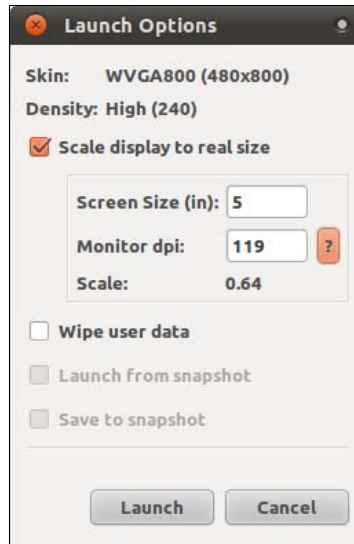 Launch Options
Skin: WVGA800 (480x800)
Density: High (240)
Scale display to real size
Screen Size (in): 5
Monitor dpi: 119 ?
Scale: 0.64
Wipe user data
Launch from snapshot
Save to snapshot
Launch Cancel